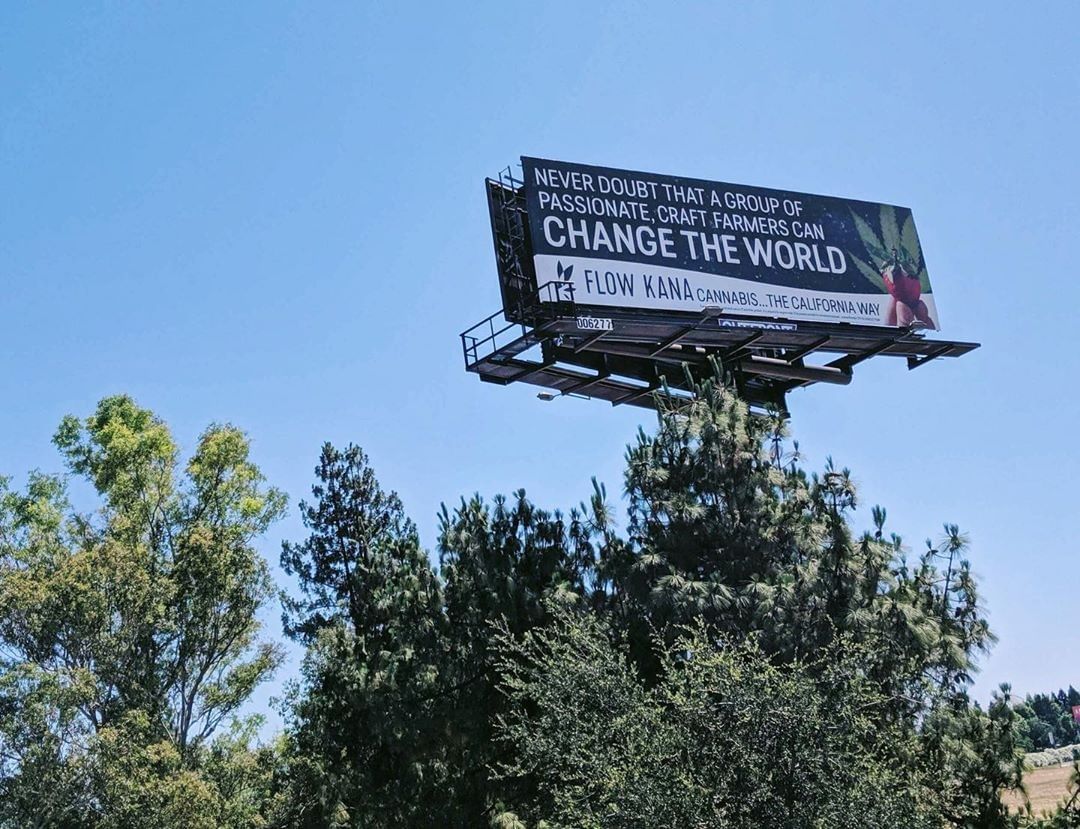 NEVER DOUBT THAT A GROUP OF
PASSIONATE, CRAFT FARMERS CAN
CHANGE THE WORLD
FLOW KANA CANNABIS...THE CALIFORNIA WAY
006277
OUTFRONT